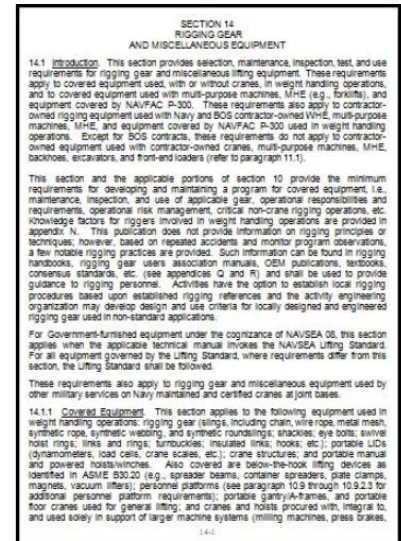 SECTION 14
RIGGING GEAR
AND MISCELLANEOUS EQUIPMENT
14.1 Introduction. This section provides selection, maintenance, inspection, test, and use
requirements for rigging gear and miscellaneous lifting equipment. These requirements
apply to covered equipment used, with or without cranes, in weight handling operations,
and to covered equipment used with multi-purpose machines, MHE (e.g., forklifts), and
equipment covered by NAVFAC P-300. These requirements also apply to contractor-
owned rigging equipment used with Navy and BOS contractor-owned WHE, multi-purpose
machines, MHE, and equipment covered by NAVFAC P-300 used in weight handling
operations. Except for BOS contracts, these requirements do not apply to contractor-
owned equipment used with contractor-owned cranes, multi-purpose machines, MHE,
backhoes, excavators, and front-end loaders (refer to paragraph 11.1).
This section and the applicable portions of section 10 provide the minimum
requirements for developing and maintaining a program for covered equipment, i.e.,
maintenance, inspection, and use of applicable gear, operational responsibilities and
requirements, operational risk management, critical non-crane rigging operations, etc.
Knowledge factors for riggers involved in weight handling operations are provided in
appendix N. This publication does not provide information on rigging principles or
techniques; however, based on repeated accidents and monitor program observations,
a few notable rigging practices are provided. Such information can be found in rigging
handbooks, rigging gear users association manuals, OEM publications, textbooks,
consensus standards, etc. (see appendices Q and R) and shall be used to provide
guidance to rigging personnel. Activities have the option to establish local rigging
procedures based upon established rigging references and the activity engineering
organization may develop design and use criteria for locally designed and engineered
rigging gear used in non-standard applications.
For Government-furnished equipment under the cognizance of NAVSEA 08, this section
applies when the applicable technical manual invokes the NAVSEA Lifting Standard.
For all equipment governed by the Lifting Standard, where requirements differ from this
section, the Lifting Standard shall be followed.
These requirements also apply to rigging gear and miscellaneous equipment used by
other military services on Navy maintained and certified cranes at joint bases.
14.1.1 Covered Equipment. This section applies to the following equipment used in
weight handling operations: rigging gear (slings, including chain, wire rope, metal mesh,
synthetic rope, synthetic webbing, and synthetic roundslings; shackles; eye bolts; swivel
hoist rings; links and rings; turnbuckles; insulated links; hooks; etc.); portable LIDs
(dynamometers, load cells, crane scales, etc.); crane structures; and portable manual
and powered hoists/winches. Also covered are below-the-hook lifting devices as
identified in ASME B30.20 (e.g., spreader beams, container spreaders, plate clamps,
magnets, vacuum lifters); personnel platforms (see paragraph 10.9 through 10.9.2.3 for
additional personnel platform requirements); portable gantry/A-frames, and portable
floor cranes used for general lifting; and cranes and hoists procured with, integral to,
and used solely in support of larger machine systems (milling machines, press brakes,
14-1